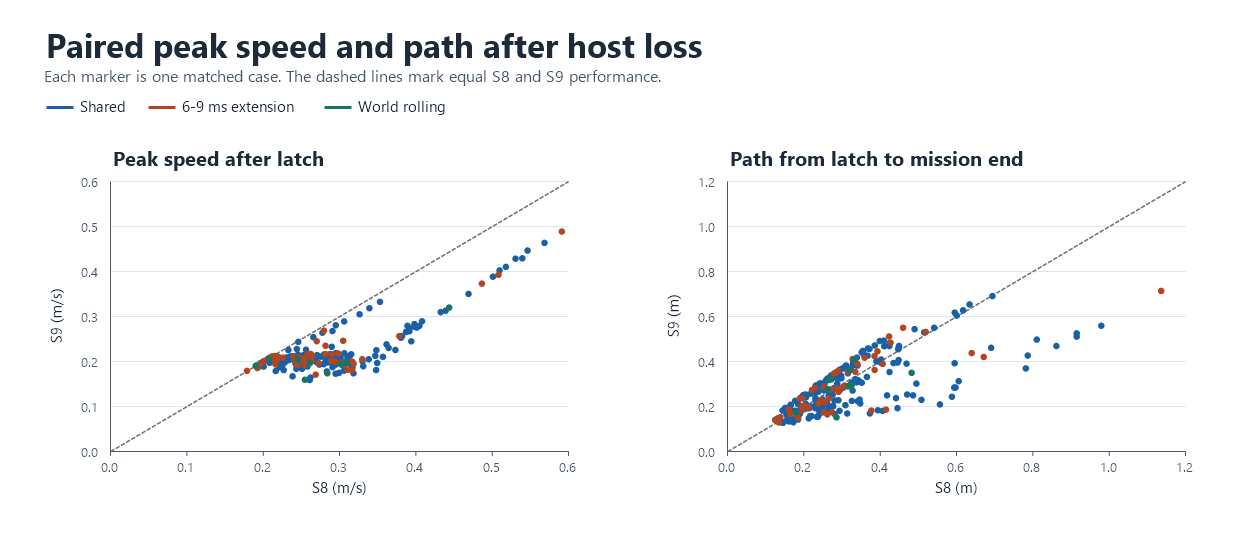 Paired peak speed and path after host loss
Each marker is one matched case. The dashed lines mark equal S8 and S9 performance.
Shared 6-9 ms extension World rolling
Peak speed after latch
0.6
0.5
0.4
0.3
0.2
0.1
0.0
S9 (m/s)
0.0 0.1 0.2 0.3 0.4 0.5 0.6
S8 (m/s)
Path from latch to mission end
1.2
1.0
0.8
0.6
0.4
0.2
0.0
S9 (m)
0.0 0.2 0.4 0.6 0.8 1.0 1.2
S8 (m)